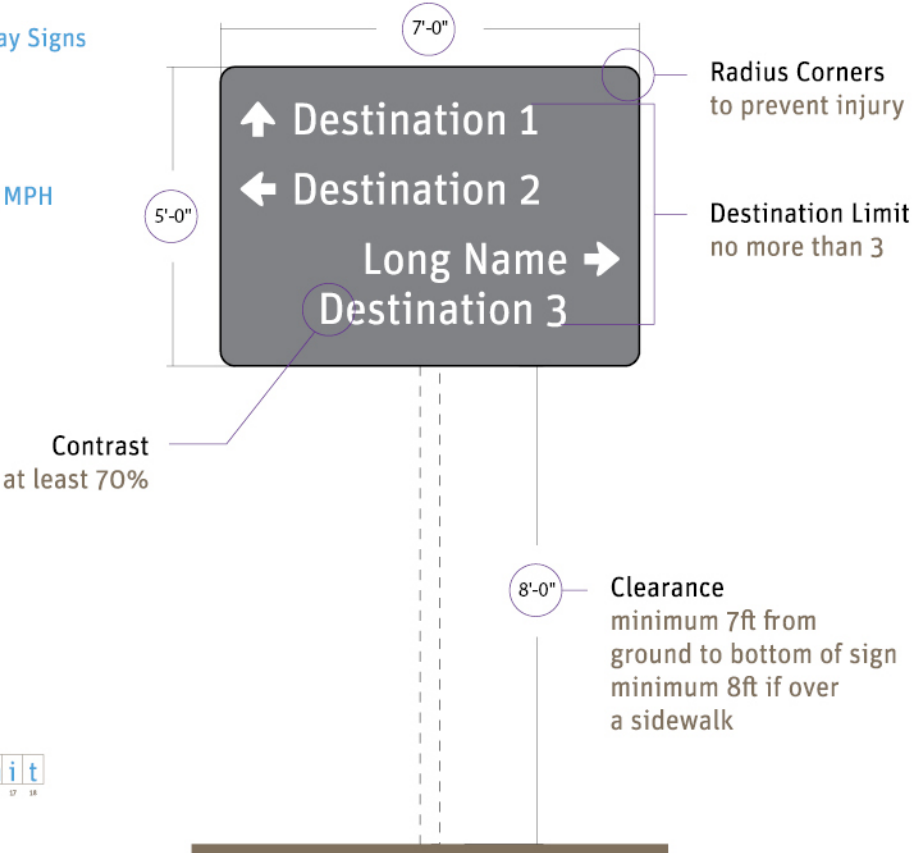 ay Signs
7'-0"
Radius Corners
to prevent injury
Destination 1
MPH
5'-0"
Destination 2
Destination Limit
no more than 3
Long Name
Destination 3
Contrast
at least 70%
8'-0"
Clearance
minimum 7ft from
ground to bottom of sign
minimum 8ft if over
a sidewalk
i t
17 18